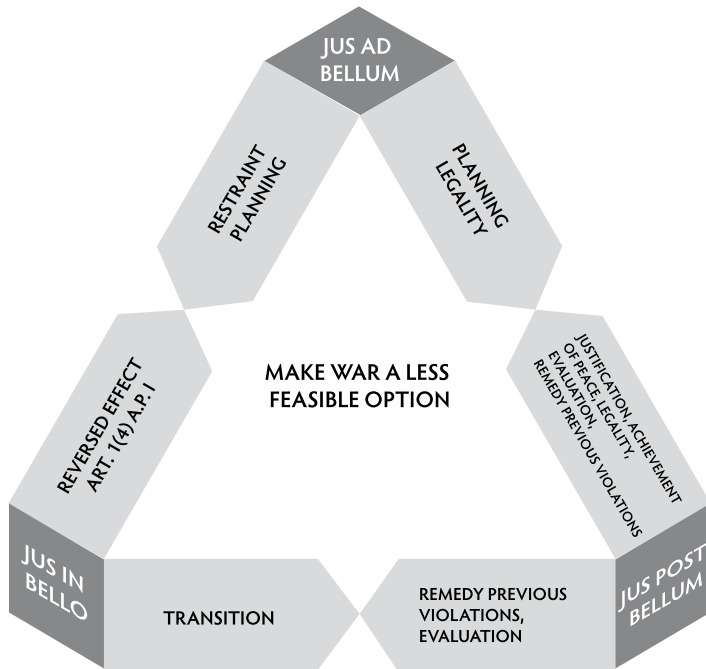 JUS AD
BELLUM
RESTRAINT
PLANNING
PLANNING
LEGALITY
MAKE WAR A LESS
FEASIBLE OPTION
REVERSED EFFECT
ART. 1(4) A.P. I
JUSTIFICATION, ACHIEVEMENT
OF PEACE, LEGALITY,
EVALUATION,
REMEDY PREVIOUS VIOLATIONS
JUS IN
BELLO
TRANSITION
REMEDY PREVIOUS
VIOLATIONS,
EVALUATION
JUS POST
BELLUM